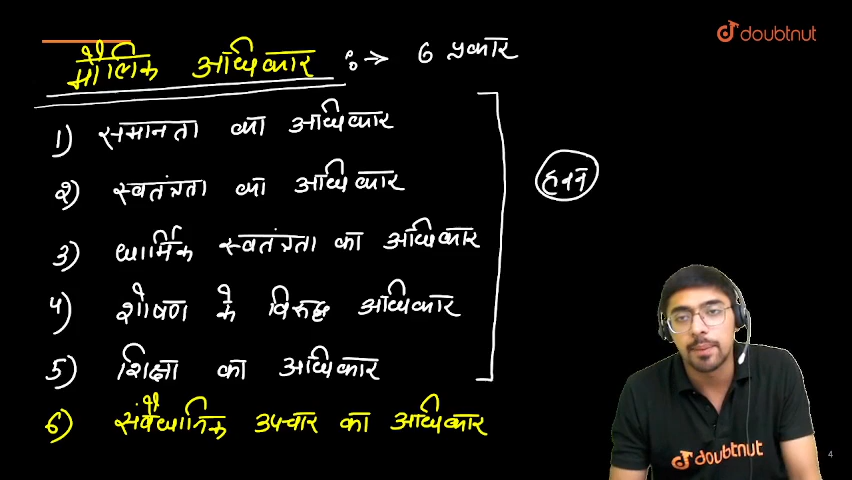 doubtnut
मौलिक अधिकार :→ 6 प्रकार
1) समानता का अधिकार
2) स्वतंत्रता का अधिकार
हनन
3) धार्मिक स्वतंत्रता का अधिकार
4) शोषण के विरूद्ध अधिकार
5) शिक्षा का अधिकार
6) संवैधानिक उपचार का अधिकार
doubtnut
4